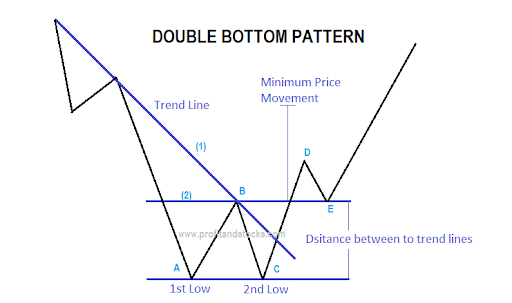 DOUBLE BOTTOM PATTERN
Minimum Price
Movement
Trend Line
(1)
D
(2)
B
E
www.profitandstocks.com
Dsitance between to trend lines
A
C
1st Low
2nd Low